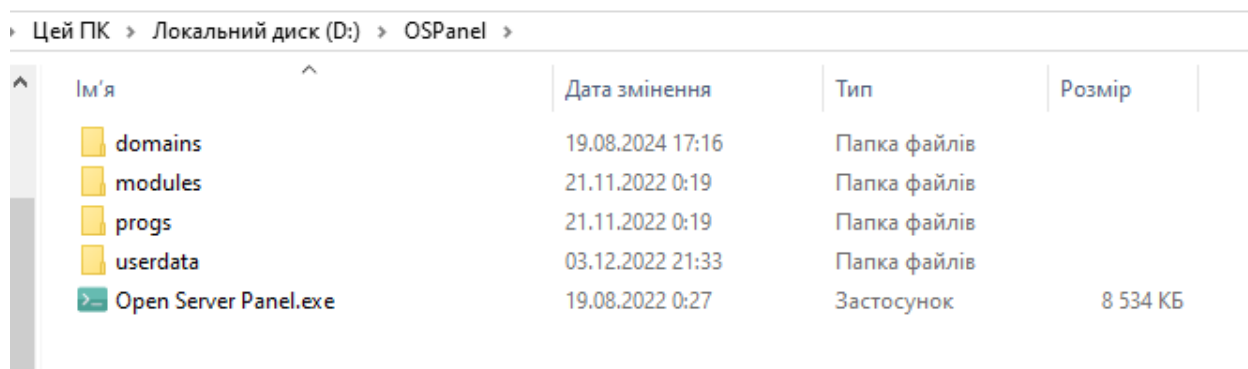 Цей ПК > Локальний диск (D:) > OSPanel >
Ім'я Дата змінення Тип Розмір
domains 19.08.2024 17:16 Папка файлів
modules 21.11.2022 0:19 Папка файлів
progs 21.11.2022 0:19 Папка файлів
userdata 03.12.2022 21:33 Папка файлів
Open Server Panel.exe 19.08.2022 0:27 Застосунок 8 534 КБ